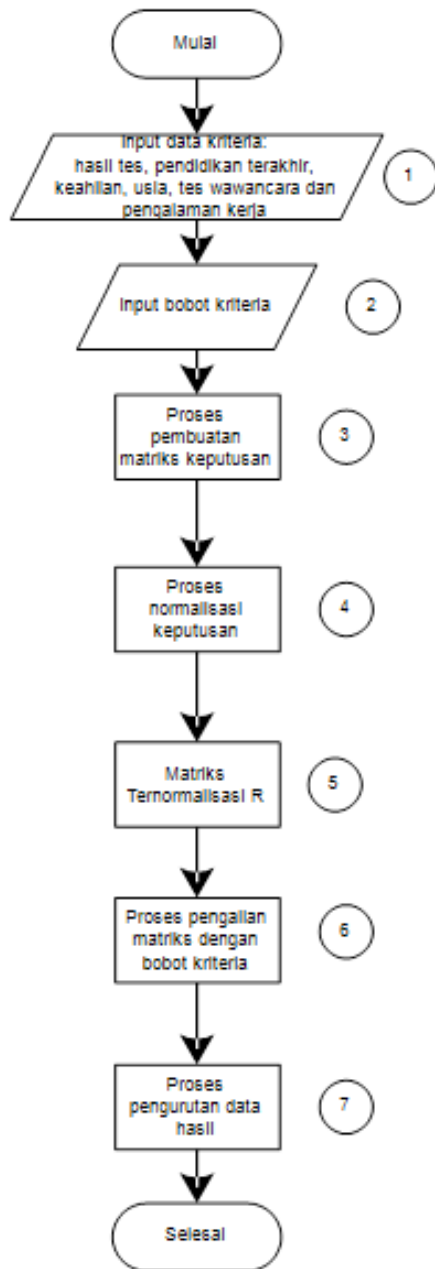 Mulai
Input data kriteria:
hasil tes, pendidikan terakhir,
keahlian, usia, tes wawancara dan
pengalaman kerja
1
Input bobot kriteria
2
Proses
pembuatan
matriks keputusan
3
Proses
normalisasi
keputusan
4
Matriks
Ternormalisasi R
5
Proses pengalian
matriks dengan
bobot kriteria
6
Proses
pengurutan data
hasil
7
Selesai